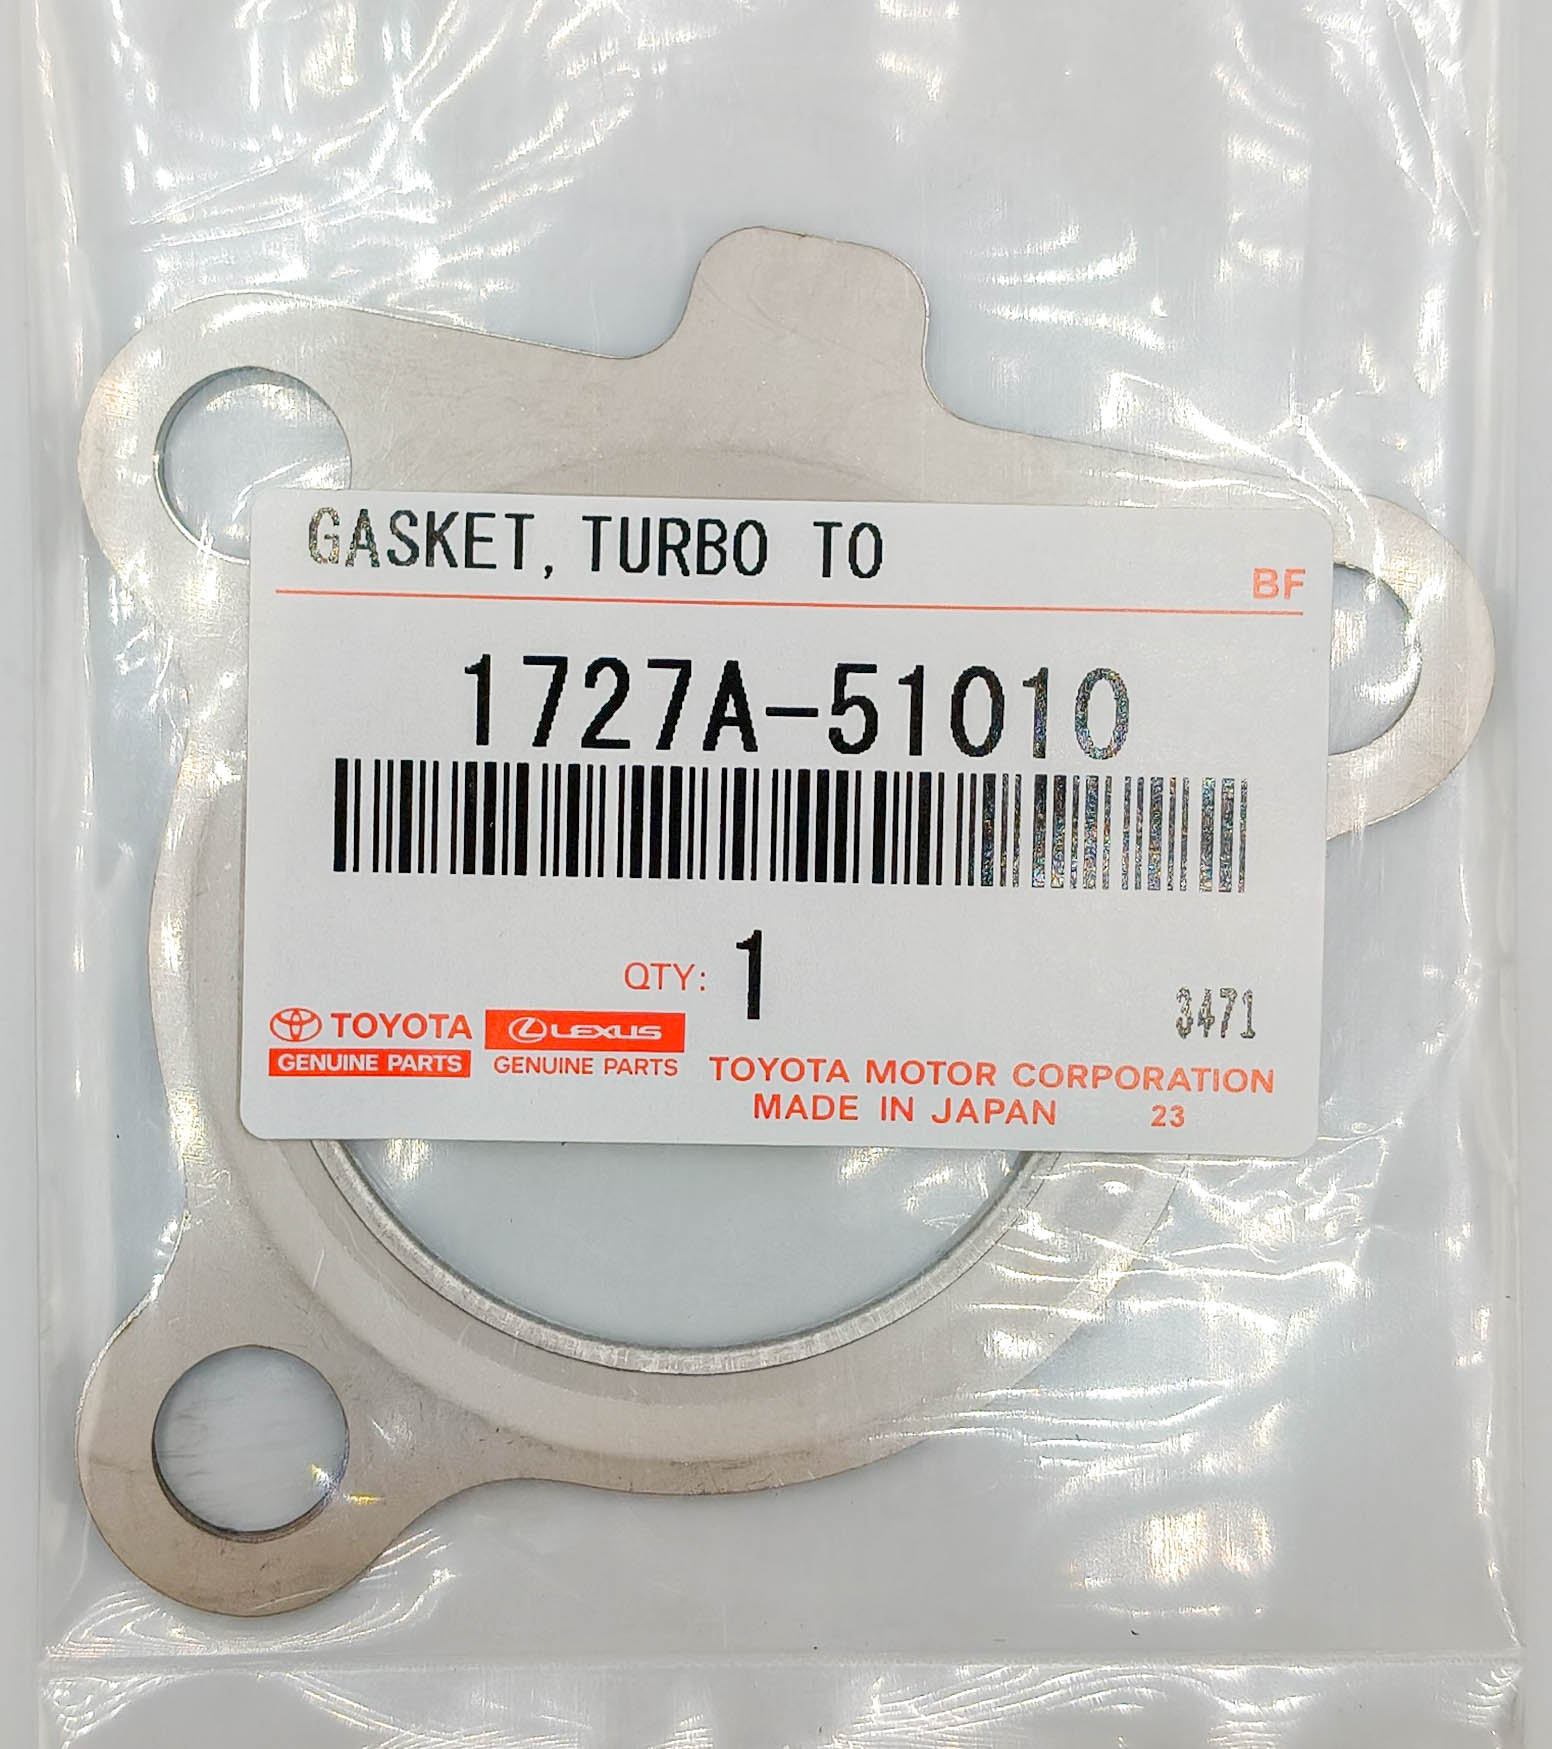 GASKET, TURBO TO
BF
1727A-51010
QTY: 1
3471
TOYOTA
GENUINE PARTS
LEXUS
GENUINE PARTS
TOYOTA MOTOR CORPORATION
MADE IN JAPAN 23